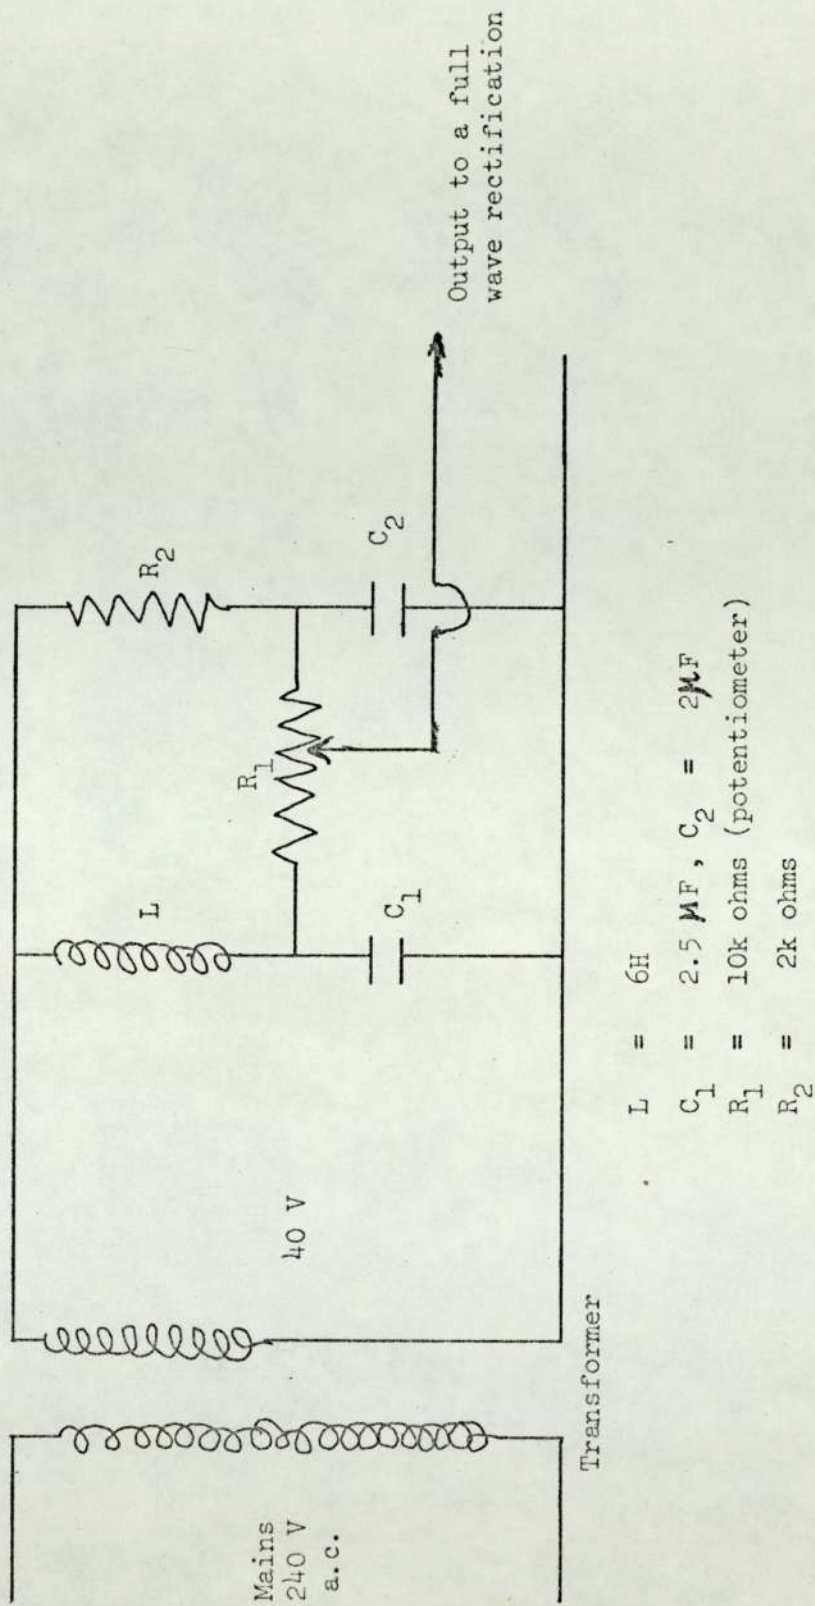 Mains
240 V
a.c.
Transformer
40 V
L
C₁
R₁
R₂
C₂
Output to a full
wave rectification
L = 6H
C₁ = 2.5 μF, C₂ = 2μF
R₁ = 10k ohms (potentiometer)
R₂ = 2k ohms